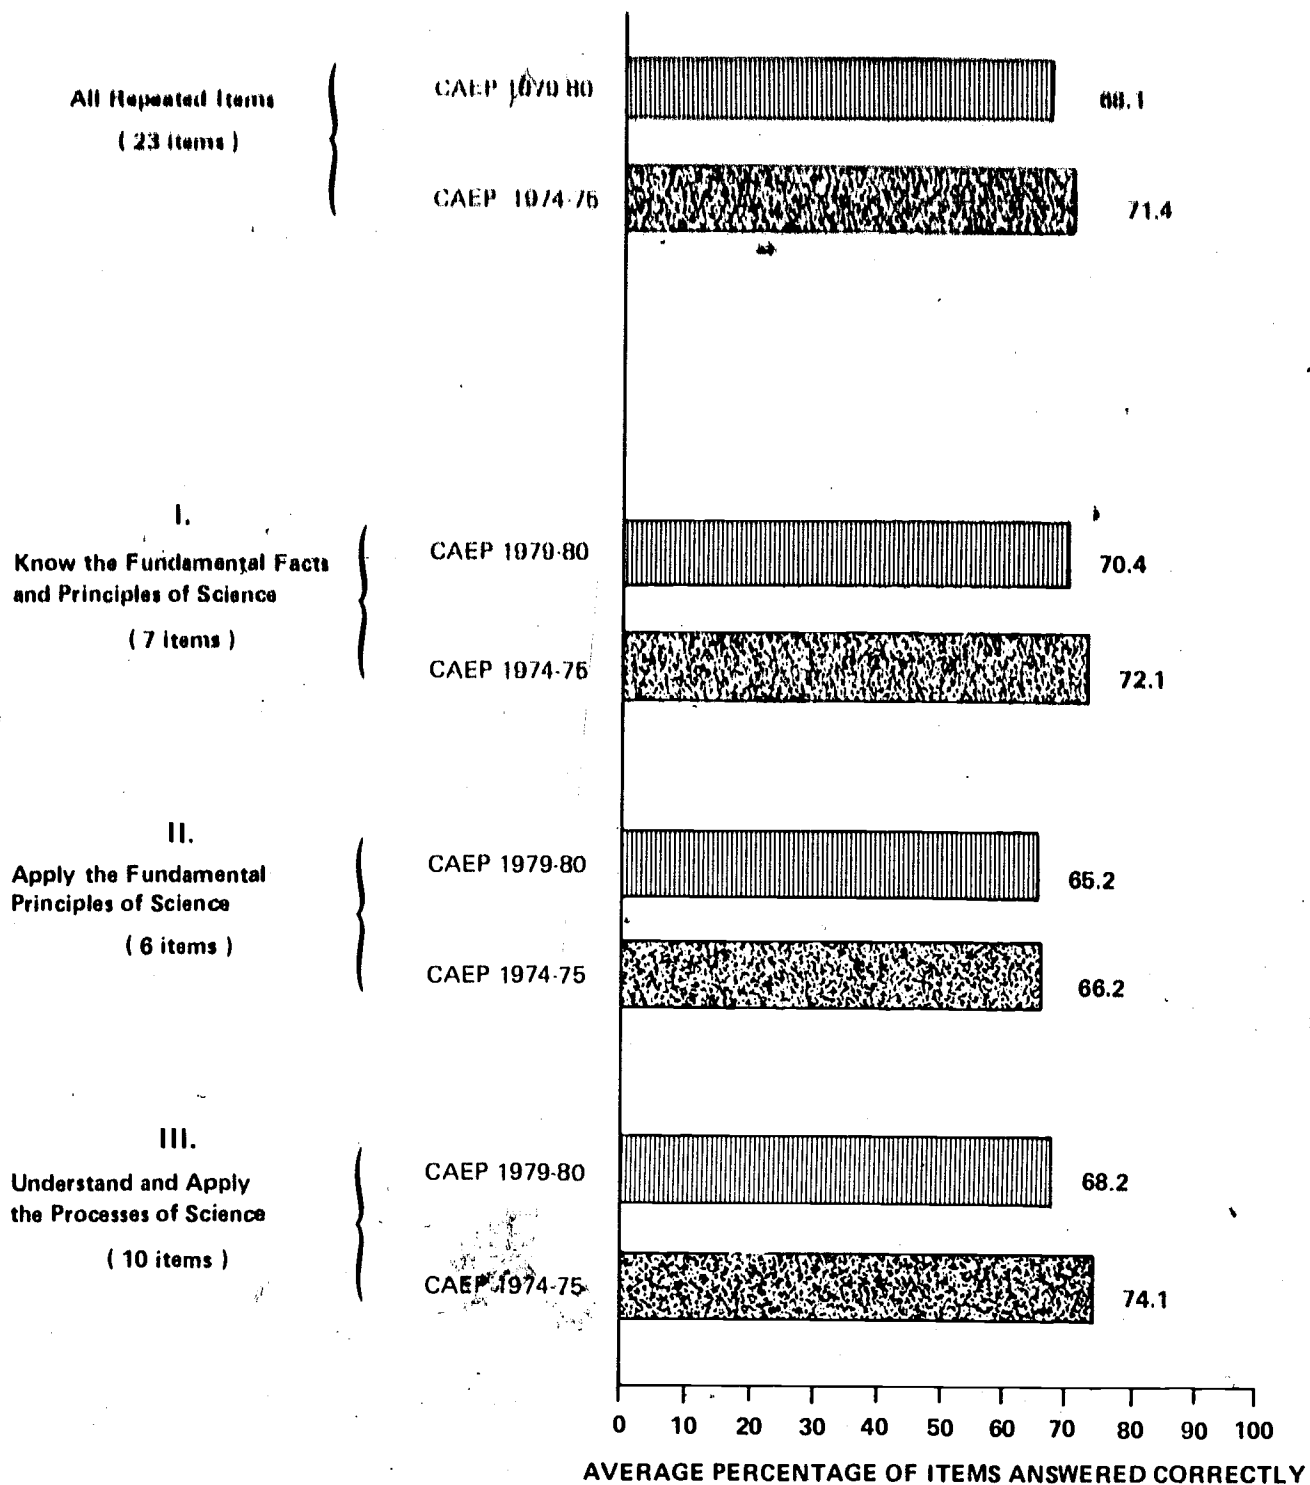 All Repeated Items
( 23 items )
CAEP 1979-80
68.1
CAEP 1974-75
71.4
I.
Know the Fundamental Facts
and Principles of Science
( 7 items )
CAEP 1979-80
70.4
CAEP 1974-75
72.1
II.
Apply the Fundamental
Principles of Science
( 6 items )
CAEP 1979-80
65.2
CAEP 1974-75
66.2
III.
Understand and Apply
the Processes of Science
( 10 items )
CAEP 1979-80
68.2
CAEP 1974-75
74.1
0 10 20 30 40 50 60 70 80 90 100
AVERAGE PERCENTAGE OF ITEMS ANSWERED CORRECTLY